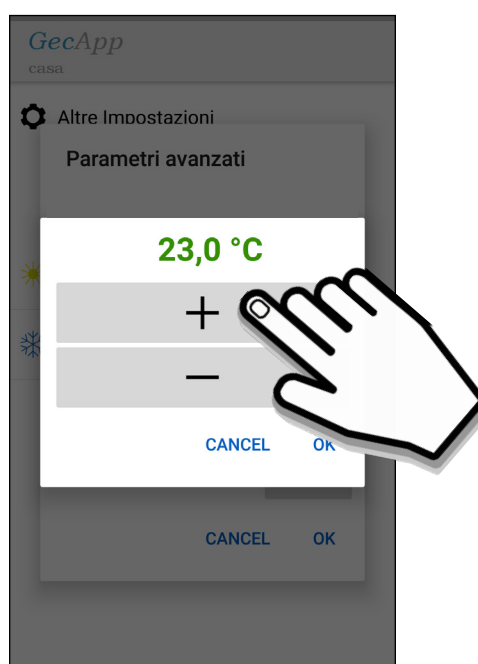 GecApp
casa
Altre Impostazioni
Parametri avanzati
23,0 °C
+
−
CANCEL OK
CANCEL OK